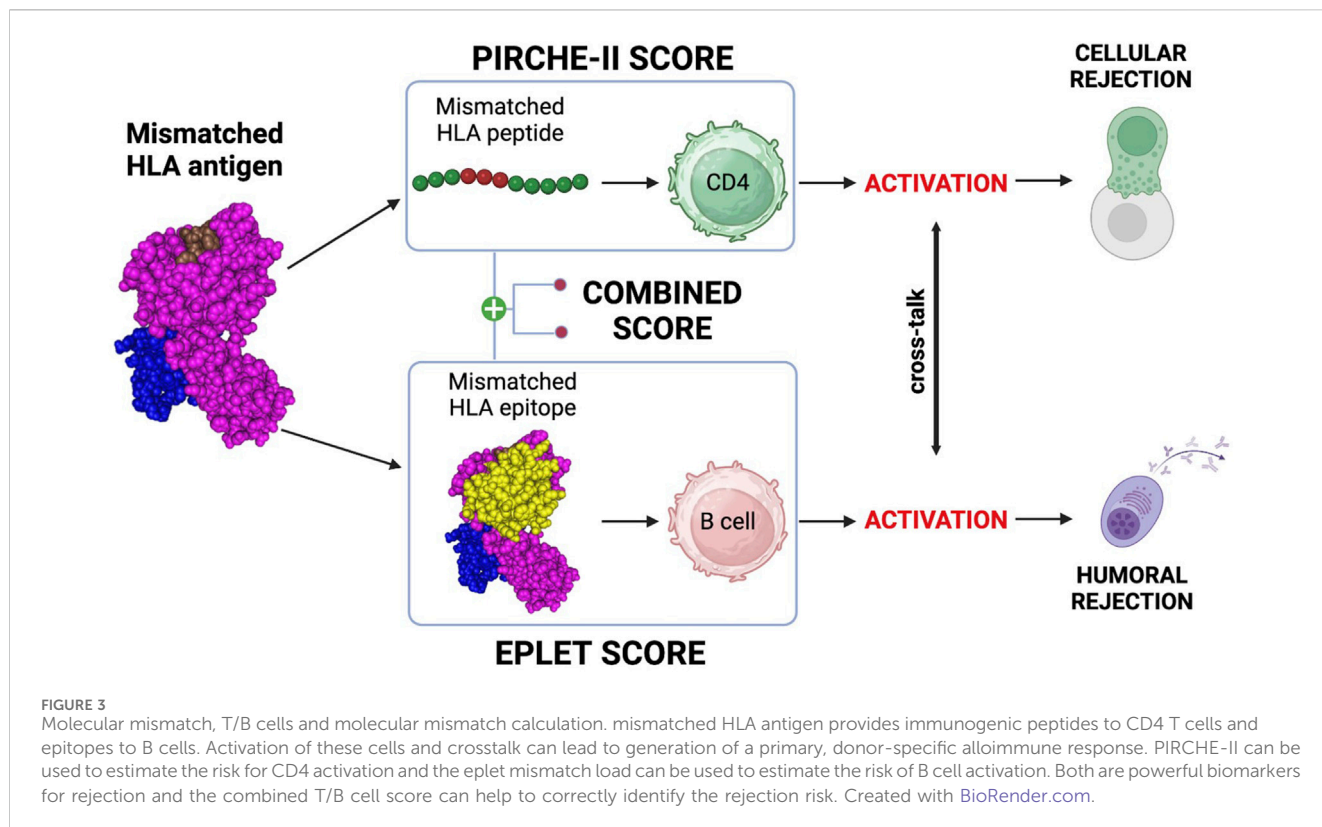 PIRCHE-II SCORE
CELLULAR
REJECTION
Mismatched
HLA antigen
Mismatched
HLA peptide
CD4
ACTIVATION
COMBINED
SCORE
cross-talk
Mismatched
HLA epitope
B cell
ACTIVATION
HUMORAL
REJECTION
EPLET SCORE
FIGURE 3
Molecular mismatch, T/B cells and molecular mismatch calculation. mismatched HLA antigen provides immunogenic peptides to CD4 T cells and
epitopes to B cells. Activation of these cells and crosstalk can lead to generation of a primary, donor-specific alloimmune response. PIRCHE-II can be
used to estimate the risk for CD4 activation and the eplet mismatch load can be used to estimate the risk of B cell activation. Both are powerful biomarkers
for rejection and the combined T/B cell score can help to correctly identify the rejection risk. Created with BioRender.com.